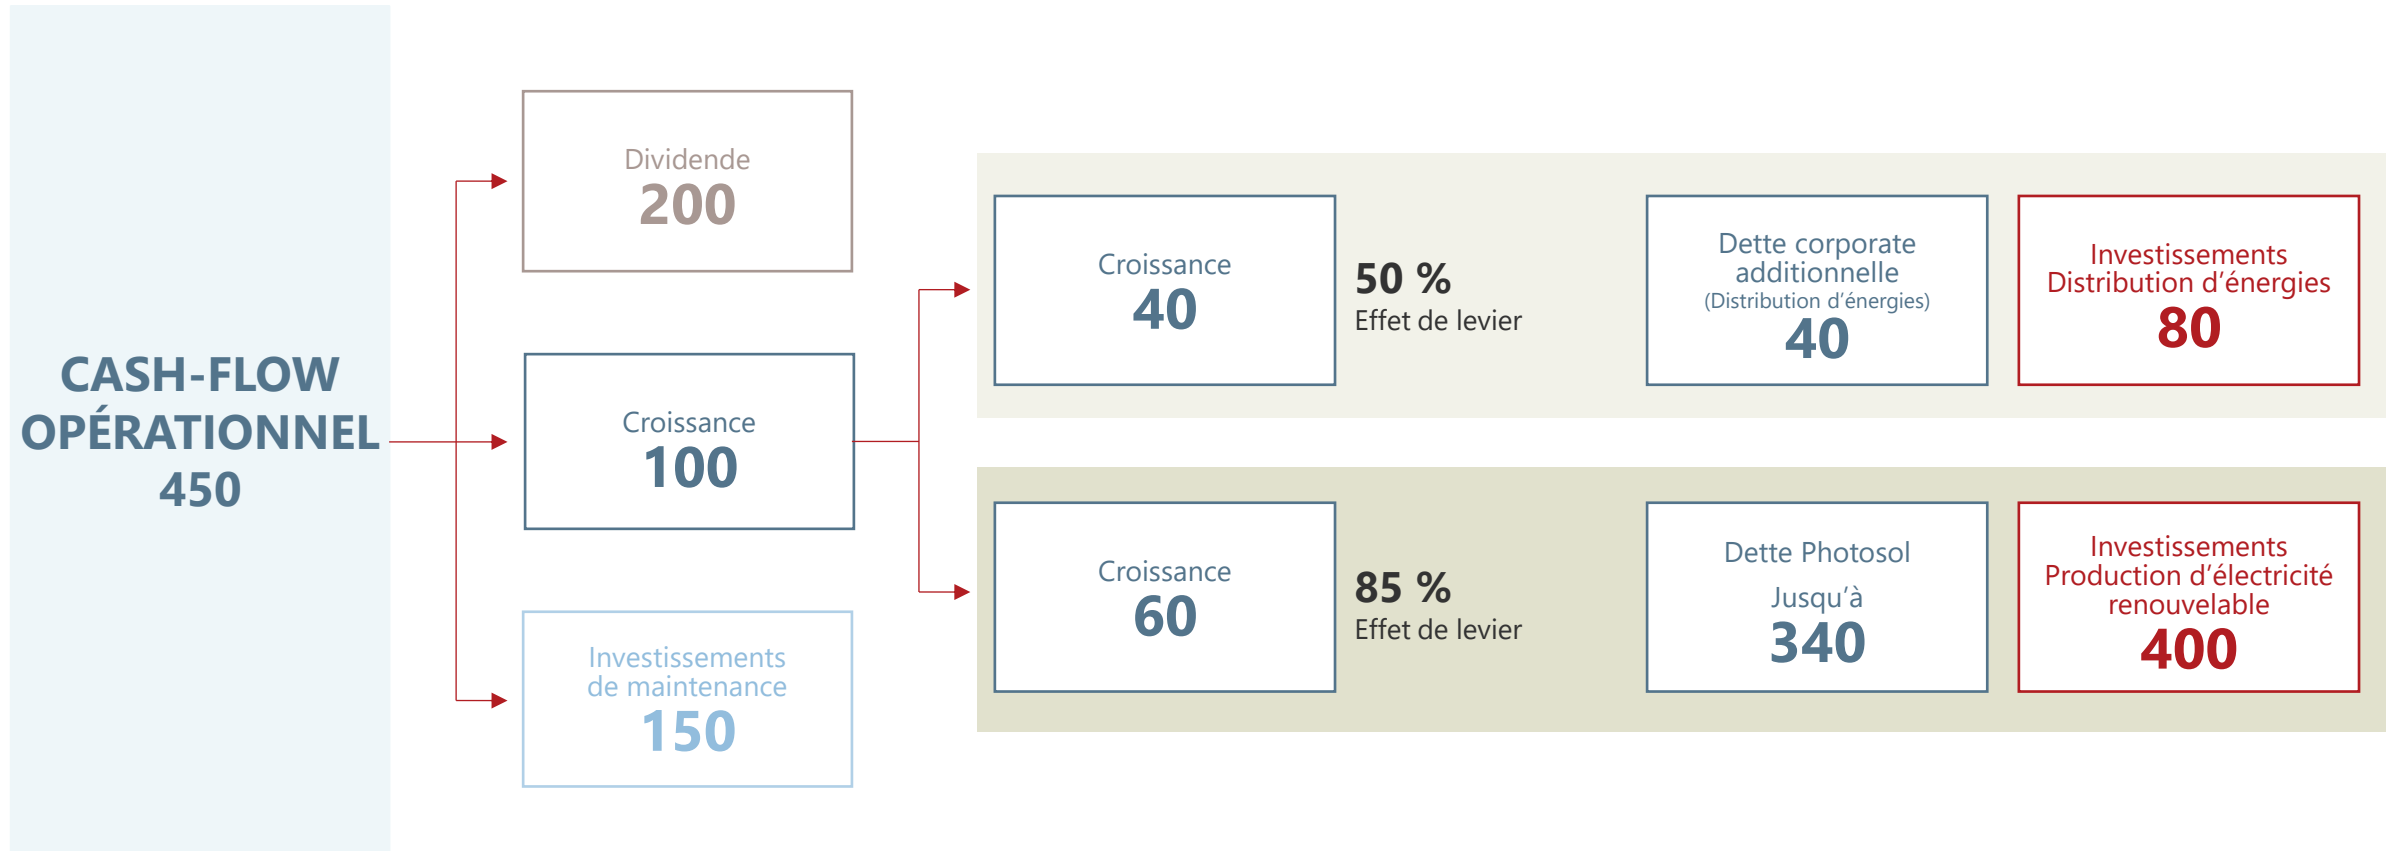 CASH-FLOW
OPÉRATIONNEL
450
Dividende
200
Croissance
100
Investissements
de maintenance
150
Croissance
40
50 %
Effet de levier
Dette corporate
additionnelle
(Distribution d’énergies)
40
Investissements
Distribution d’énergies
80
Croissance
60
85 %
Effet de levier
Dette Photosol
Jusqu’à
340
Investissements
Production d’électricité
renouvelable
400